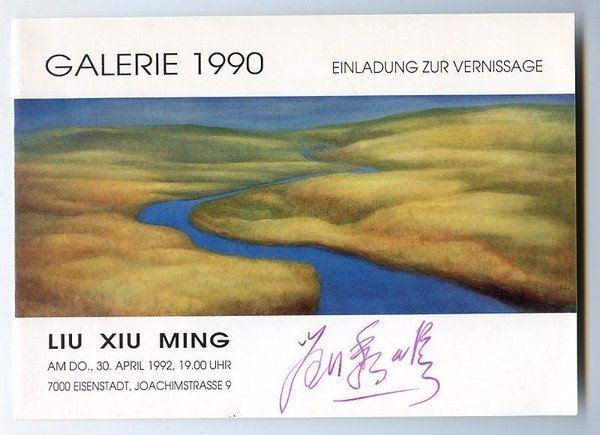 GALERIE 1990
EINLADUNG ZUR VERNISSAGE
LIU XIU MING
AM DO., 30. APRIL 1992, 19.00 UHR
7000 EISENSTADT, JOACHIMSTRASSE 9